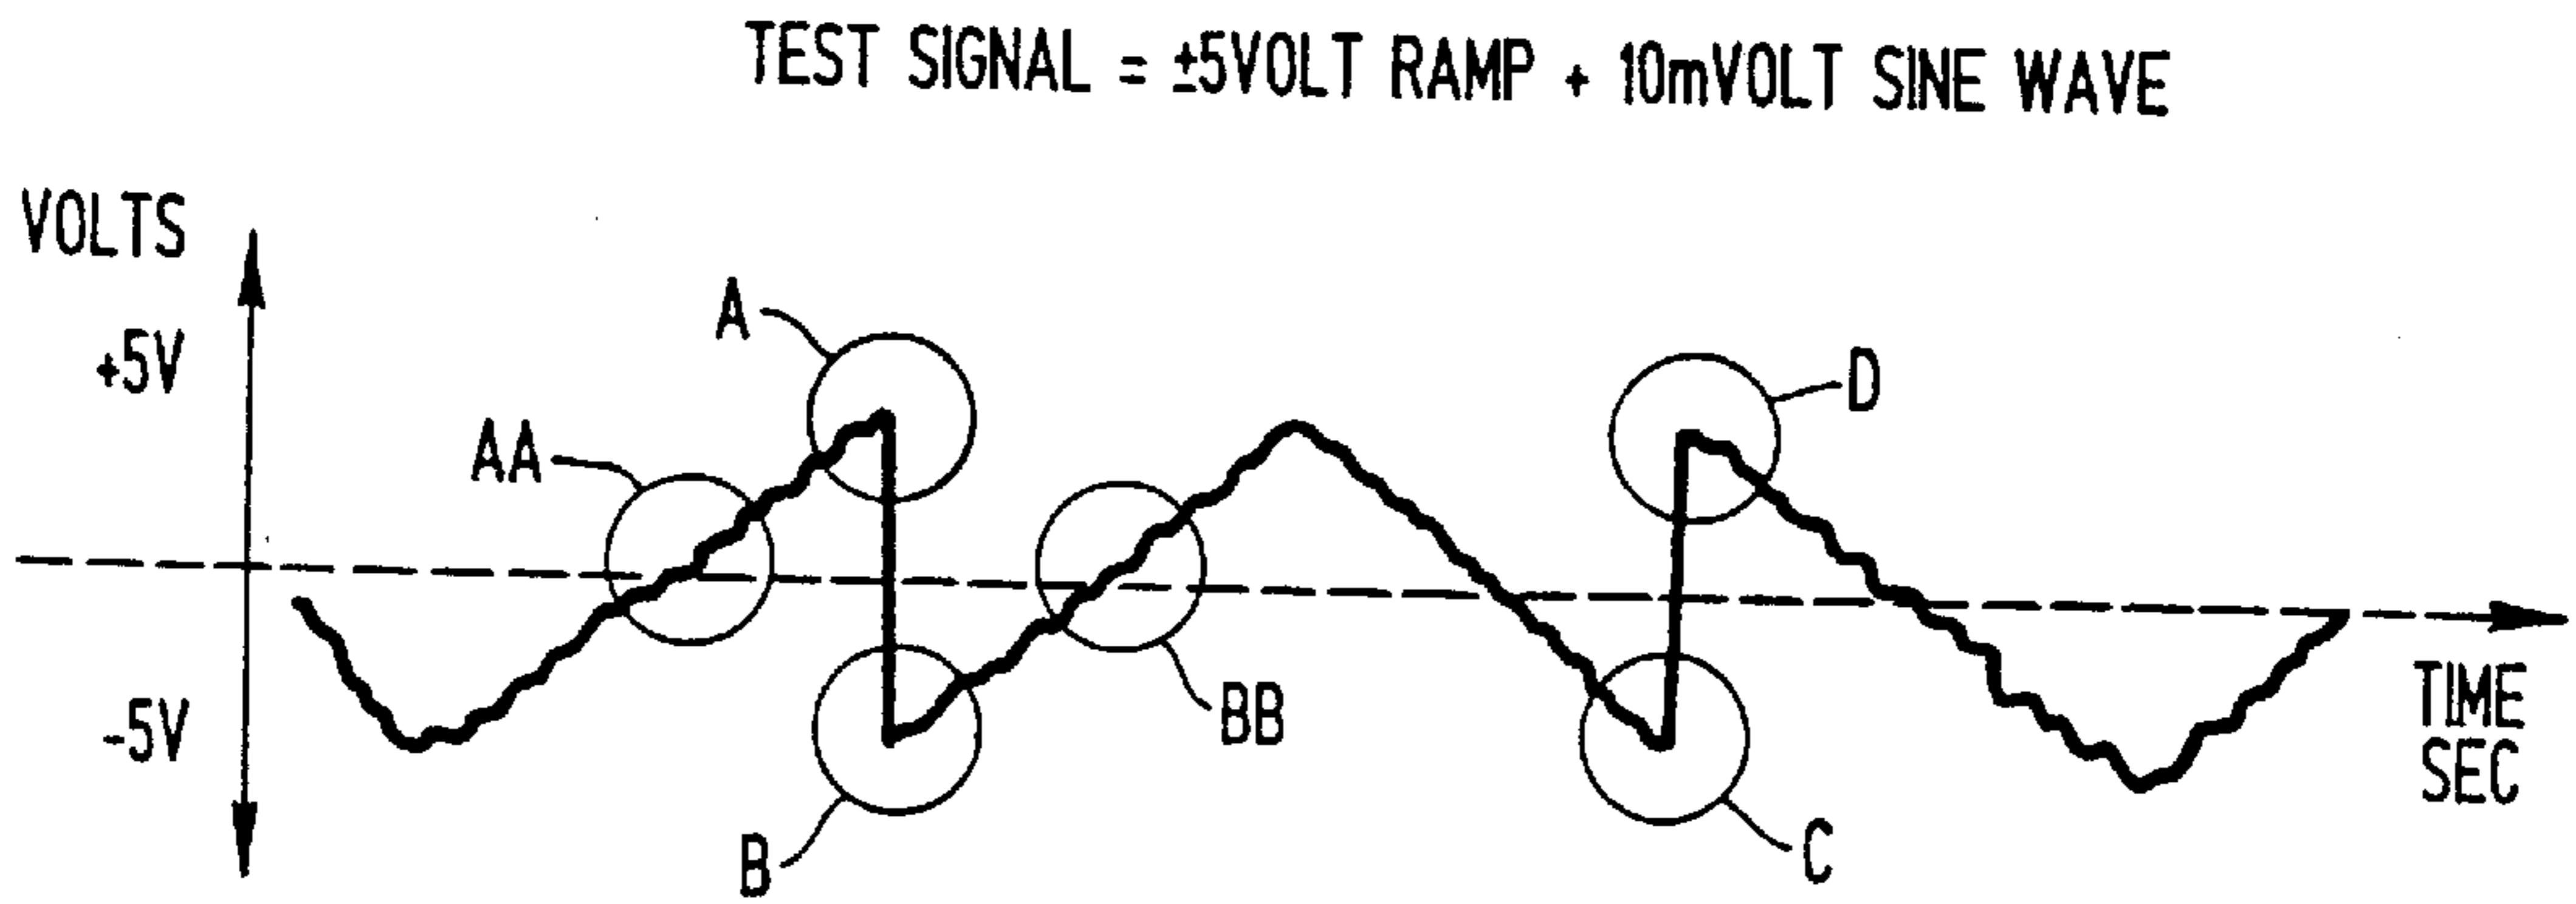 TEST SIGNAL = ±5VOLT RAMP + 10mVOLT SINE WAVE
VOLTS
+5V
-5V
A
AA
B
BB
D
C
TIME
SEC